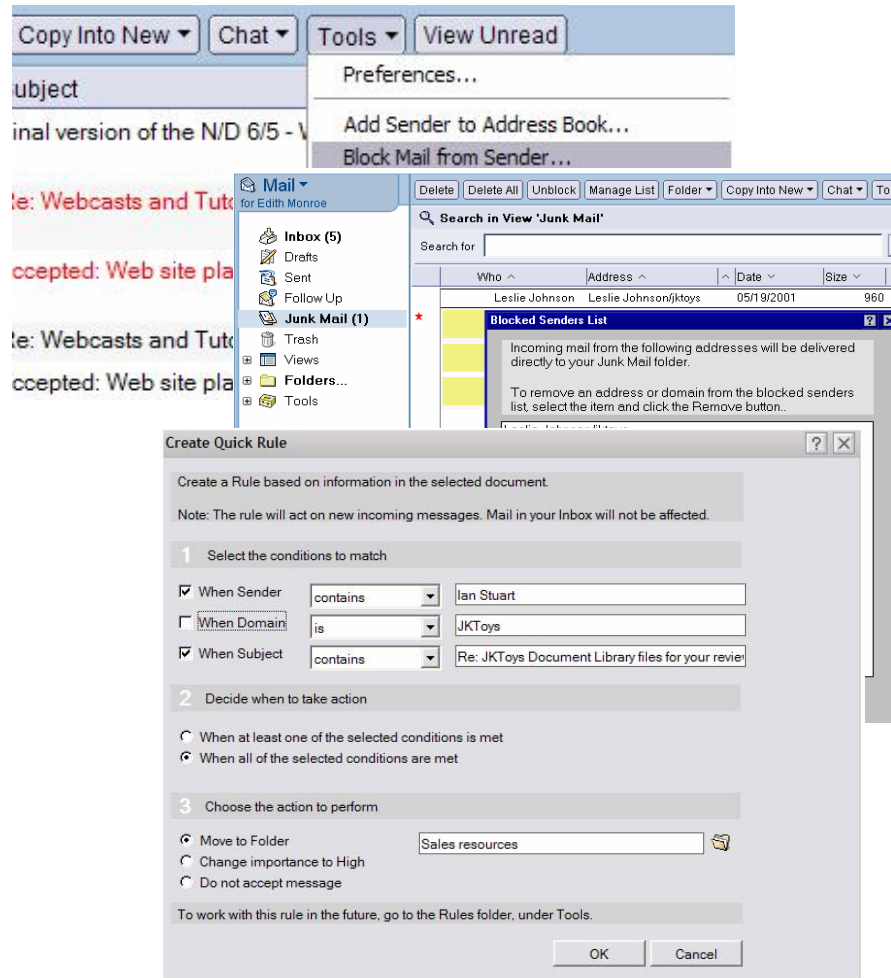 Copy Into New Chat Tools View Unread
ubject
Preferences...
inal version of the N/D 6/5 -
Add Sender to Address Book...
Block Mail from Sender...
e: Webcasts and Tuto
ccepted: Web site pla
e: Webcasts and Tuto
ccepted: Web site pla
Mail
for Edith Monroe
Inbox (5)
Drafts
Sent
Follow Up
Junk Mail (1)
Trash
Views
Folders...
Tools
Delete Delete All Unblock Manage List Folder Copy Into New Chat To
Search in View 'Junk Mail'
Search for
Who Address Date Size
Leslie Johnson Leslie Johnson/jktoys 05/19/2001 960
Blocked Senders List
Incoming mail from the following addresses will be delivered
directly to your Junk Mail folder.
To remove an address or domain from the blocked senders
list, select the item and click the Remove button..
Create Quick Rule
Create a Rule based on information in the selected document.
Note: The rule will act on new incoming messages. Mail in your Inbox will not be affected.
1 Select the conditions to match
When Sender contains Ian Stuart
When Domain is JKToys
When Subject contains Re: JKToys Document Library files for your review
2 Decide when to take action
When at least one of the selected conditions is met
When all of the selected conditions are met
3 Choose the action to perform
Move to Folder Sales resources
Change importance to High
Do not accept message
To work with this rule in the future, go to the Rules folder, under Tools.
OK Cancel